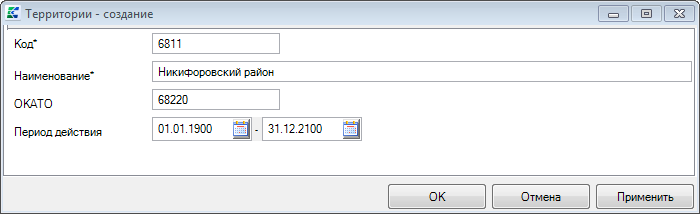 Территории - создание
Код* 6811
Наименование* Никифоровский район
ОКАТО 68220
Период действия 01.01.1900 - 31.12.2100
OK Отмена Применить